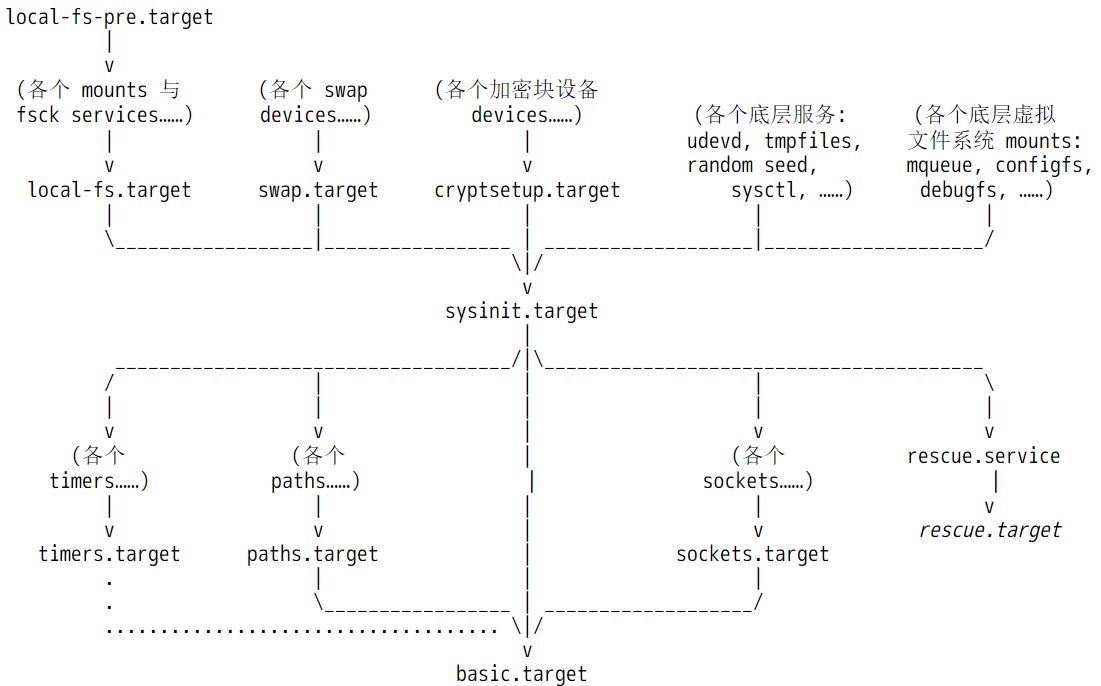 local-fs-pre.target
(各个 mounts 与 (各个 swap (各个加密块设备
fsck services……) devices……) devices……) (各个底层服务: (各个底层虚拟
udevd, tmpfiles, 文件系统 mounts:
random seed, mqueue, configfs,
local-fs.target swap.target cryptsetup.target sysctl, ……) debugfs, ……)
sysinit.target
(各个 (各个 (各个 rescue.service
timers……) paths……) sockets……)
rescue.target
timers.target paths.target sockets.target
basic.target